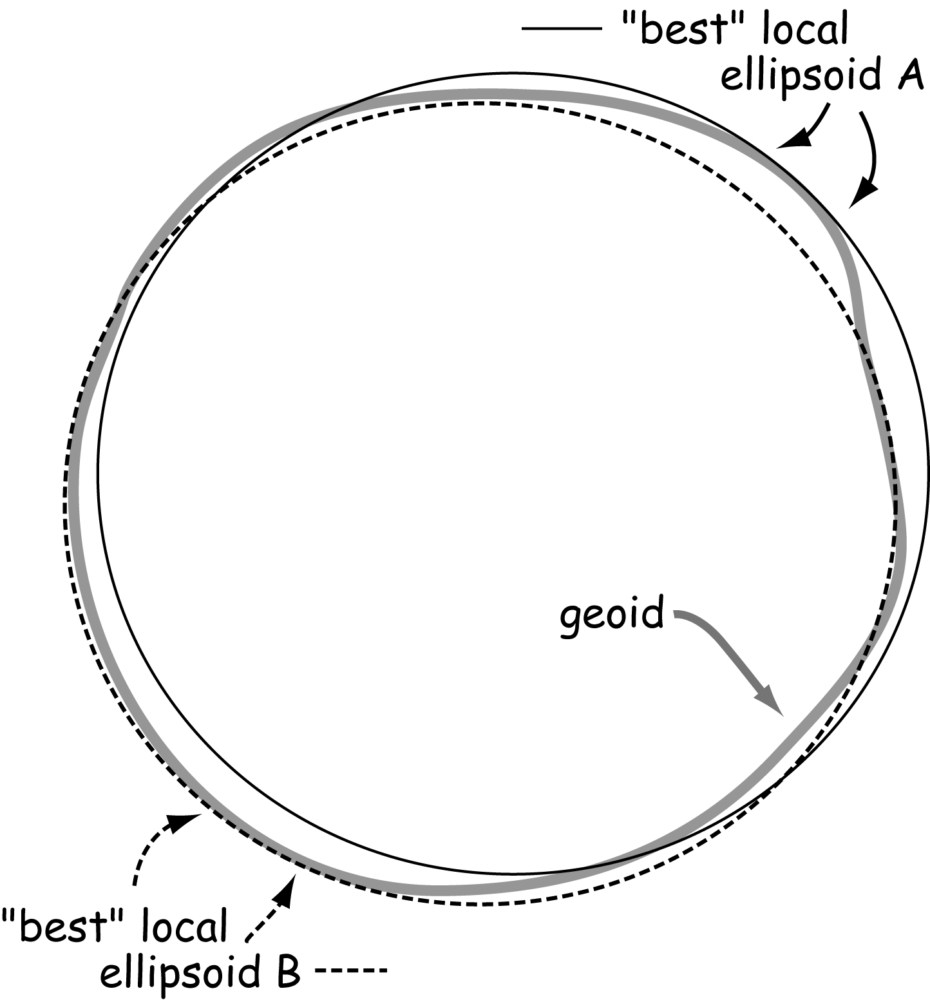 "best" local
ellipsoid A
geoid
"best" local
ellipsoid B